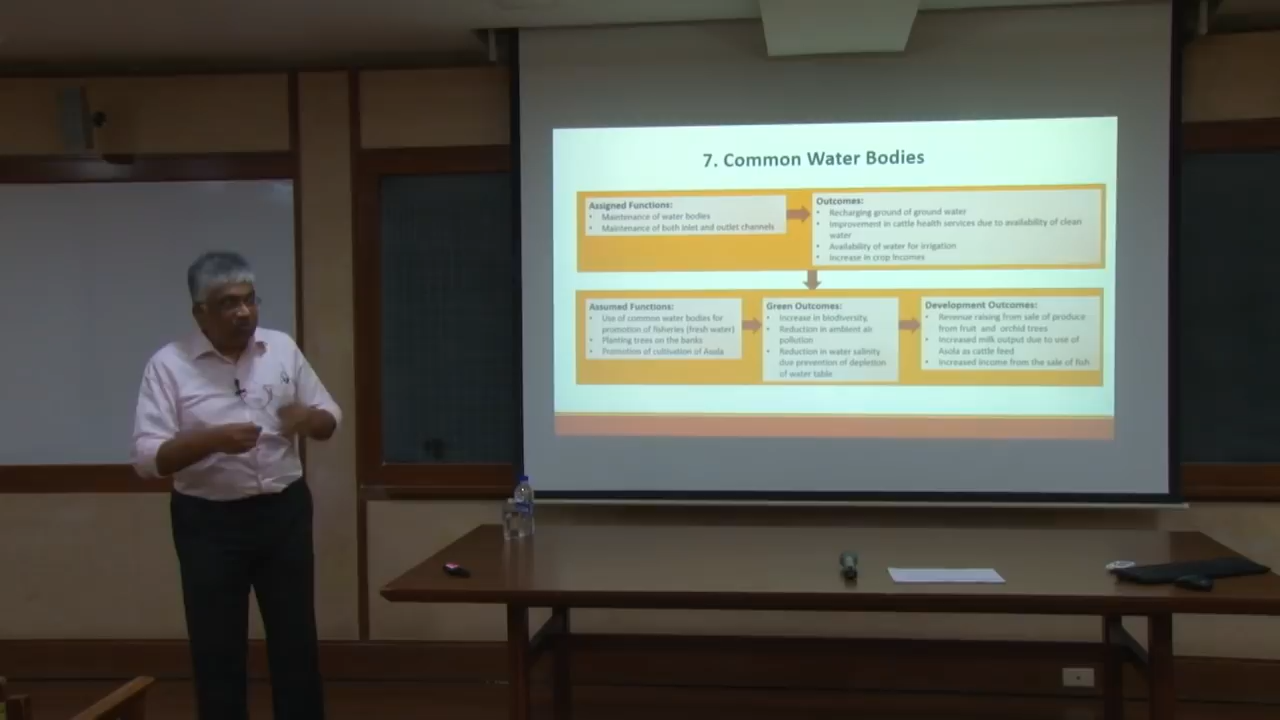 7. Common Water Bodies
Assigned Functions:
• Maintenance of water bodies
• Maintenance of both inlet and outlet channels
Outcomes:
• Recharging ground of ground water
• Improvement in cattle health services due to availability of clean
water
• Availability of water for irrigation
• Increase in crop incomes
Assumed Functions:
• Use of common water bodies for
promotion of fisheries (fresh water)
• Planting trees on the banks
• Promotion of cultivation of Asola
Green Outcomes:
• Increase in biodiversity
• Reduction in ambient air
pollution
• Reduction in water salinity
due prevention of depletion
of water table
Development Outcomes:
• Revenue raising from sale of produce
from fruit and orchid trees
• Increased milk output due to use of
Asola as cattle feed
• Increased income from the sale of fish